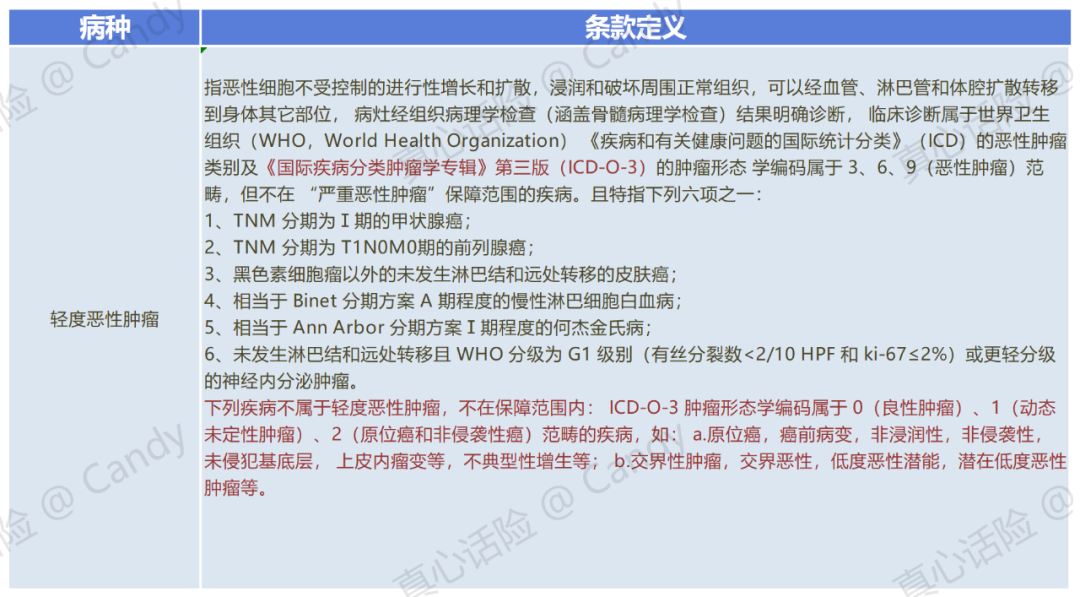 病种
条款定义
轻度恶性肿瘤
指恶性细胞不受控制的进行性增长和扩散，浸润和破坏周围正常组织，可以经血管、淋巴管和体腔扩散转移
到身体其它部位， 病灶经组织病理学检查（涵盖骨髓病理学检查）结果明确诊断， 临床诊断属于世界卫生
组织（WHO，World Health Organization）《疾病和有关健康问题的国际统计分类》（ICD）的恶性肿瘤
类别及《国际疾病分类肿瘤学专辑》第三版（ICD-O-3）的肿瘤形态 学编码属于 3、6、9（恶性肿瘤）范
畴，但不在 “严重恶性肿瘤”保障范围的疾病。且特指下列六项之一：
1、TNM 分期为 I 期的甲状腺癌；
2、TNM 分期为 T1N0M0期的前列腺癌；
3、黑色素细胞瘤以外的未发生淋巴结和远处转移的皮肤癌；
4、相当于 Binet 分期方案 A 期程度的慢性淋巴细胞白血病；
5、相当于 Ann Arbor 分期方案 I 期程度的何杰金氏病；
6、未发生淋巴结和远处转移且 WHO 分级为 G1 级别（有丝分裂数<2/10 HPF 和 ki-67≤2%）或更轻分级
的神经内分泌肿瘤。
下列疾病不属于轻度恶性肿瘤，不在保障范围内： ICD-O-3 肿瘤形态学编码属于 0（良性肿瘤）、1（动态
未定性肿瘤）、2（原位癌和非侵袭性癌）范畴的疾病，如： a.原位癌，癌前病变，非浸润性，非侵袭性，
未侵犯基底层， 上皮内瘤变等，不典型性增生等； b.交界性肿瘤，交界恶性，低度恶性潜能，潜在低度恶性
肿瘤等。
真心话险 @ Candy